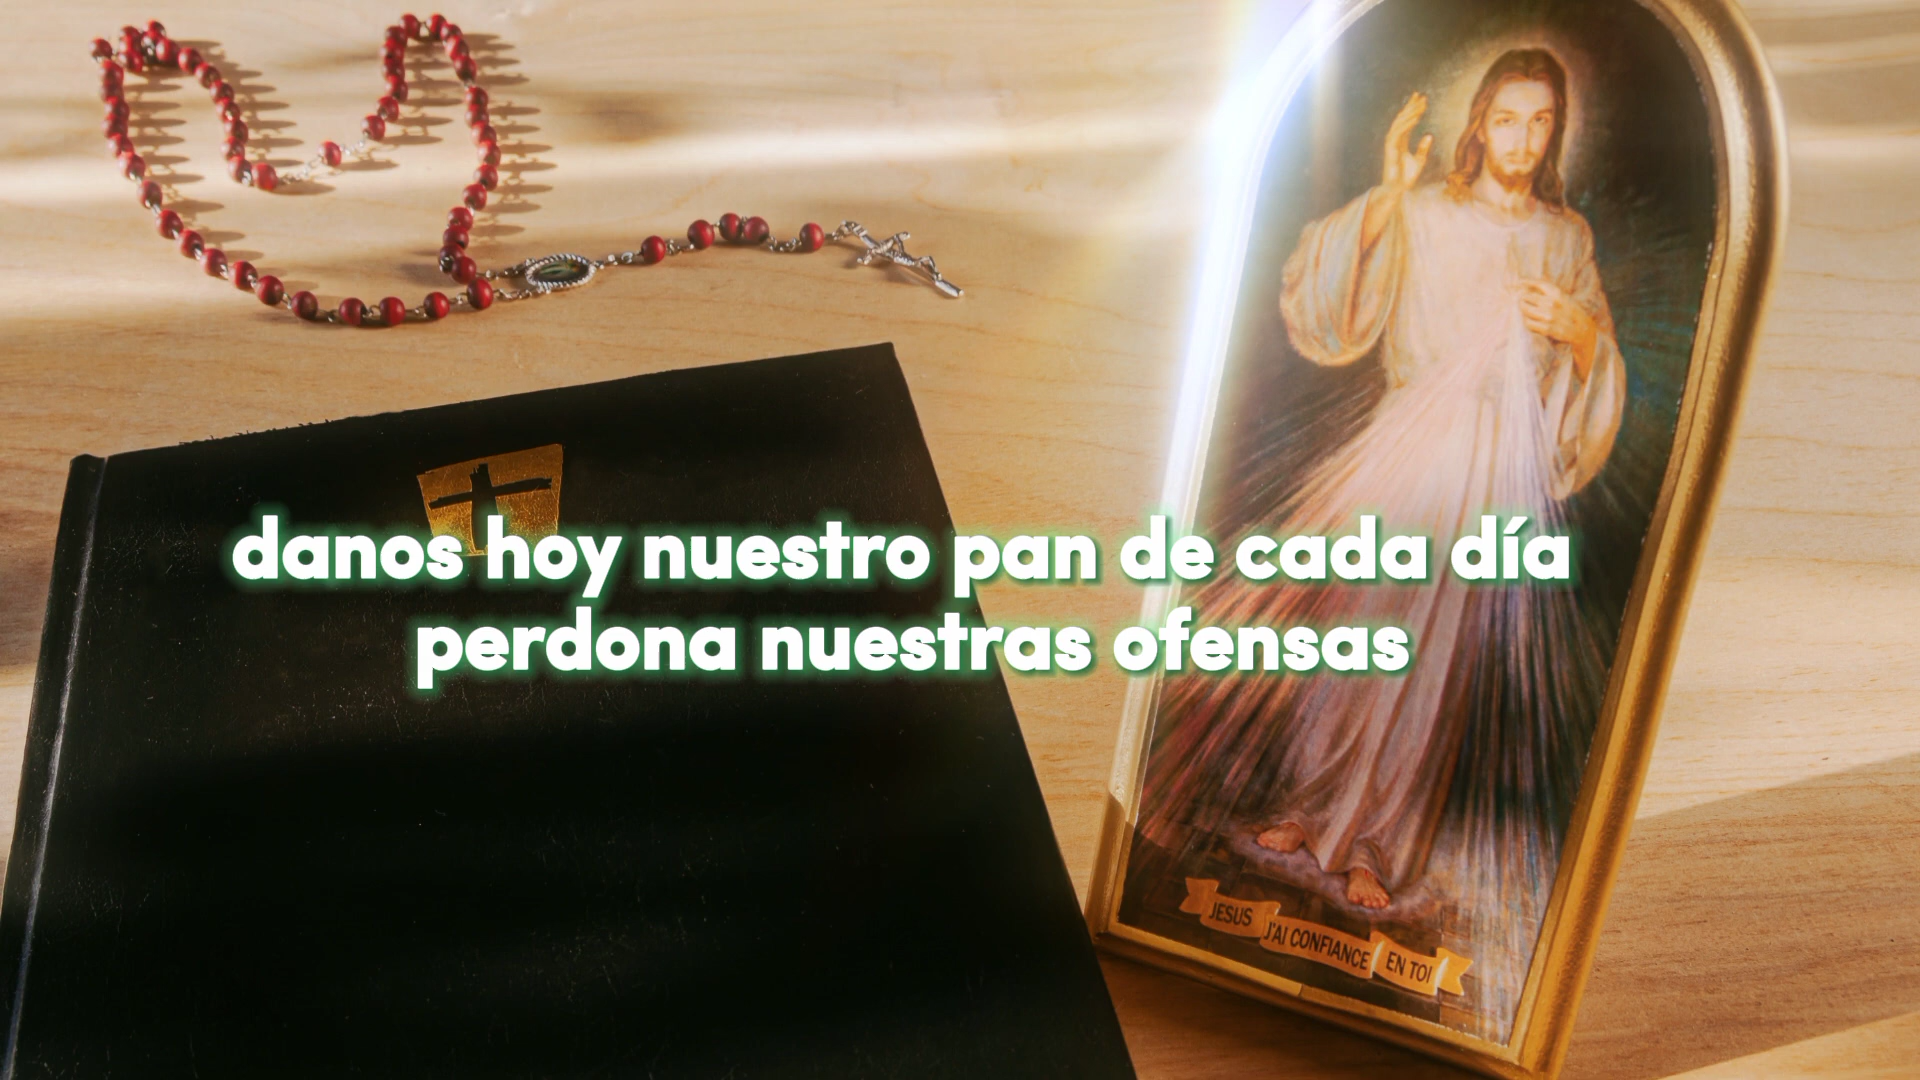 danos hoy nuestro pan de cada día
perdona nuestras ofensas
JESUS J'AI CONFIANCE EN TOI